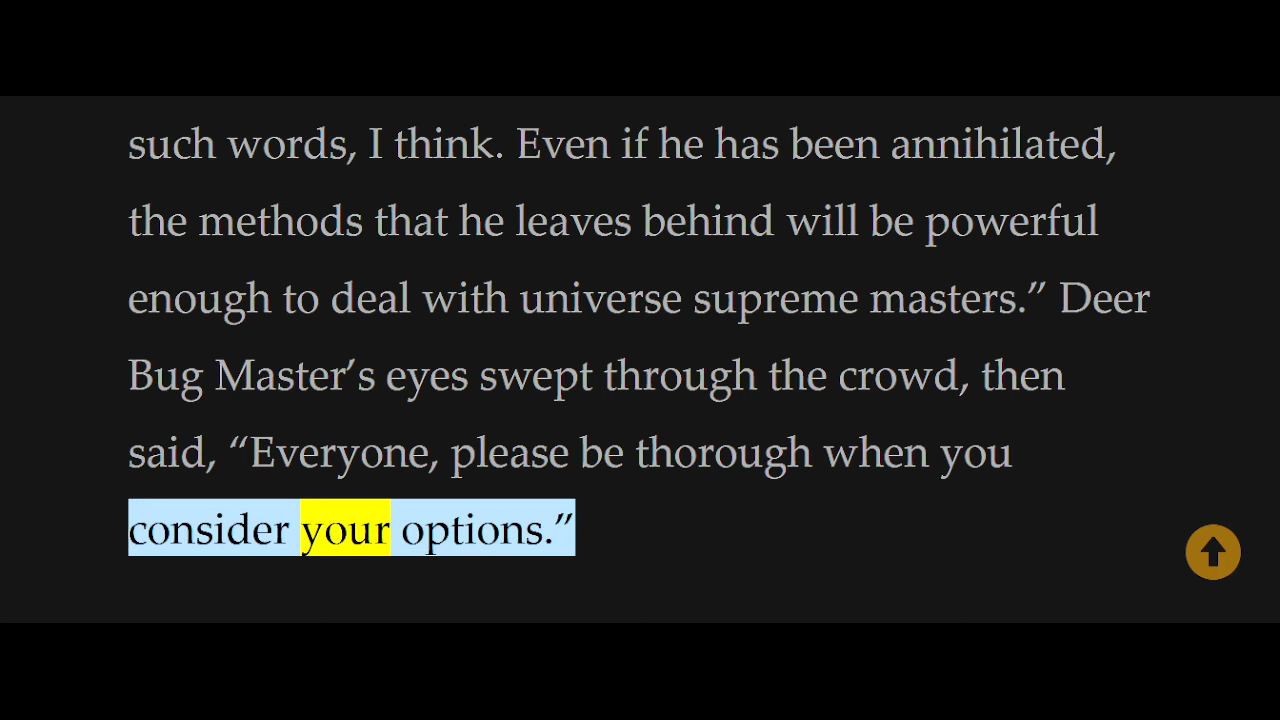 such words, I think. Even if he has been annihilated,
the methods that he leaves behind will be powerful
enough to deal with universe supreme masters.” Deer
Bug Master’s eyes swept through the crowd, then
said, “Everyone, please be thorough when you
consider your options.”